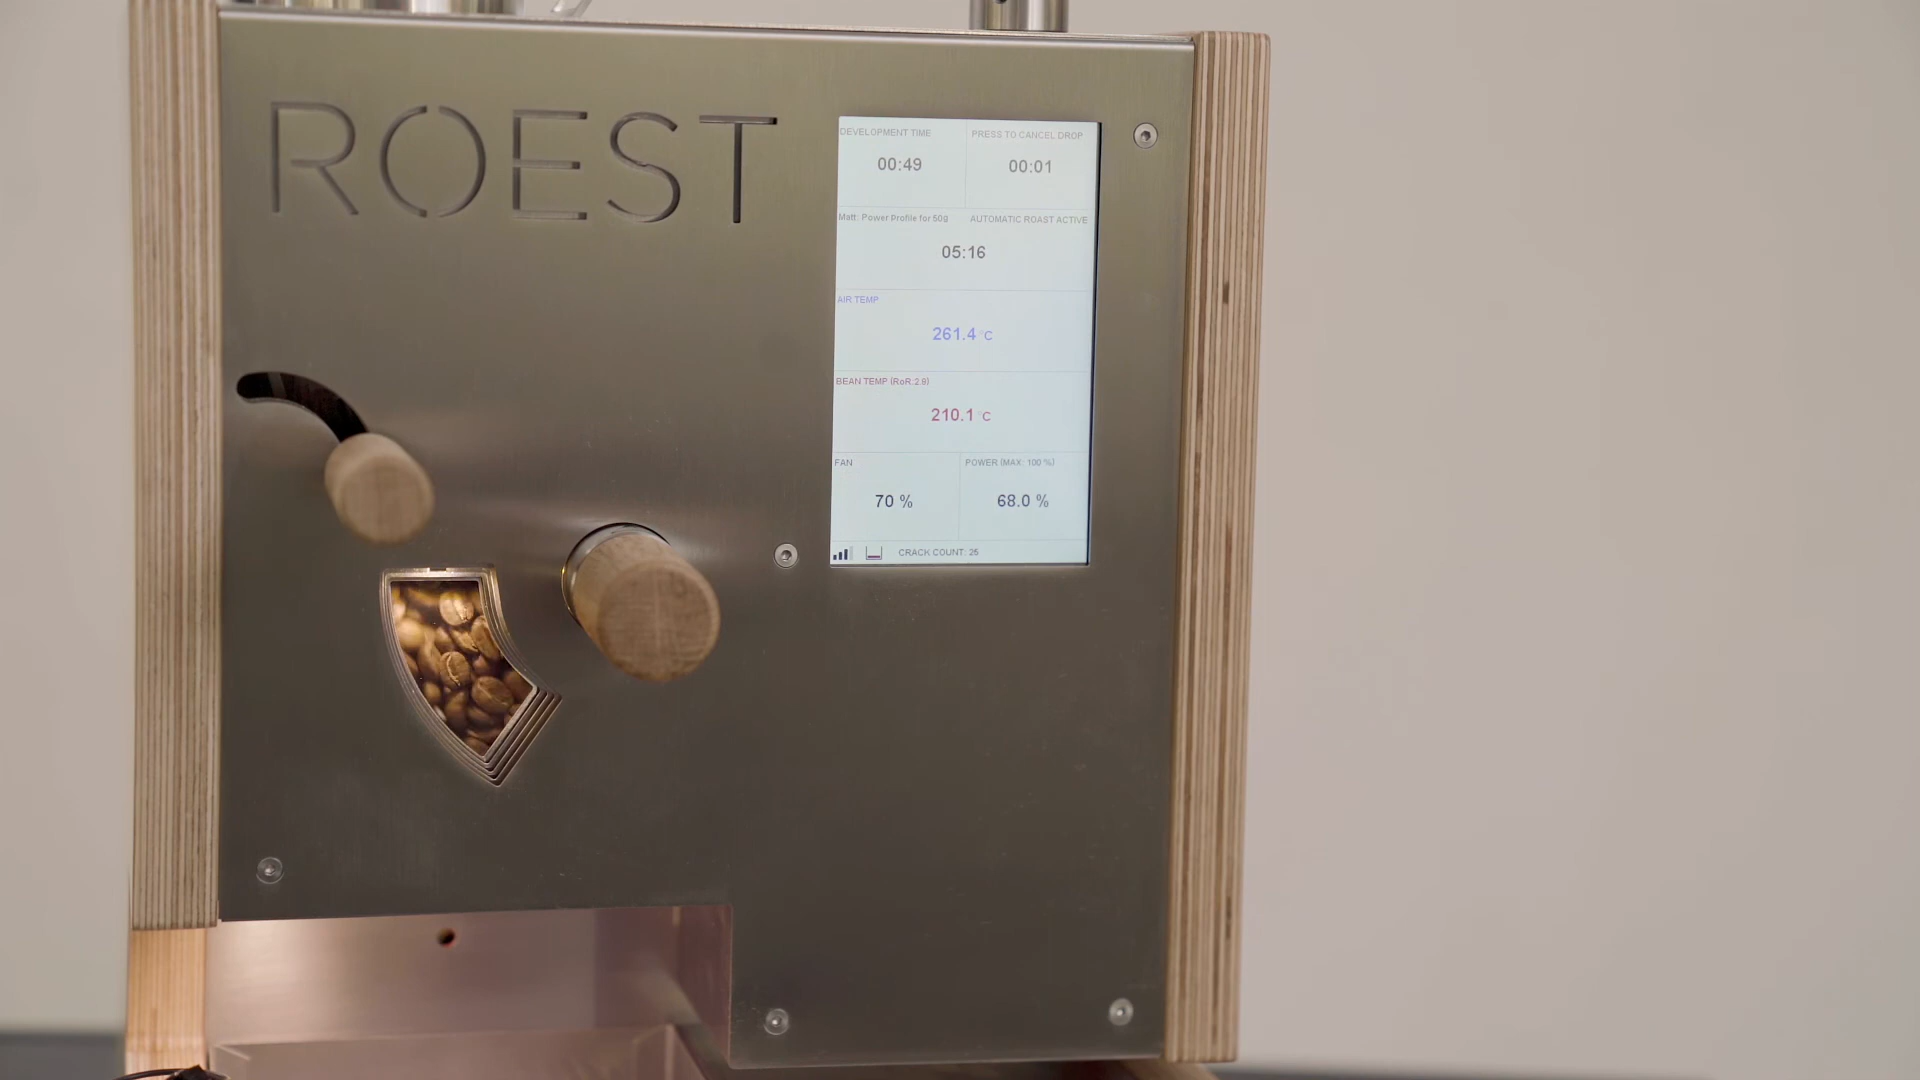 ROEST
DEVELOPMENT TIME
00:49
PRESS TO CANCEL DROP
00:01
Matt: Power Profile for 50g
AUTOMATIC ROAST ACTIVE
05:16
AIR TEMP
261.4 °C
BEAN TEMP (RoR:2.8)
210.1 °C
FAN
70 %
POWER (MAX: 100 %)
68.0 %
CRACK COUNT: 25